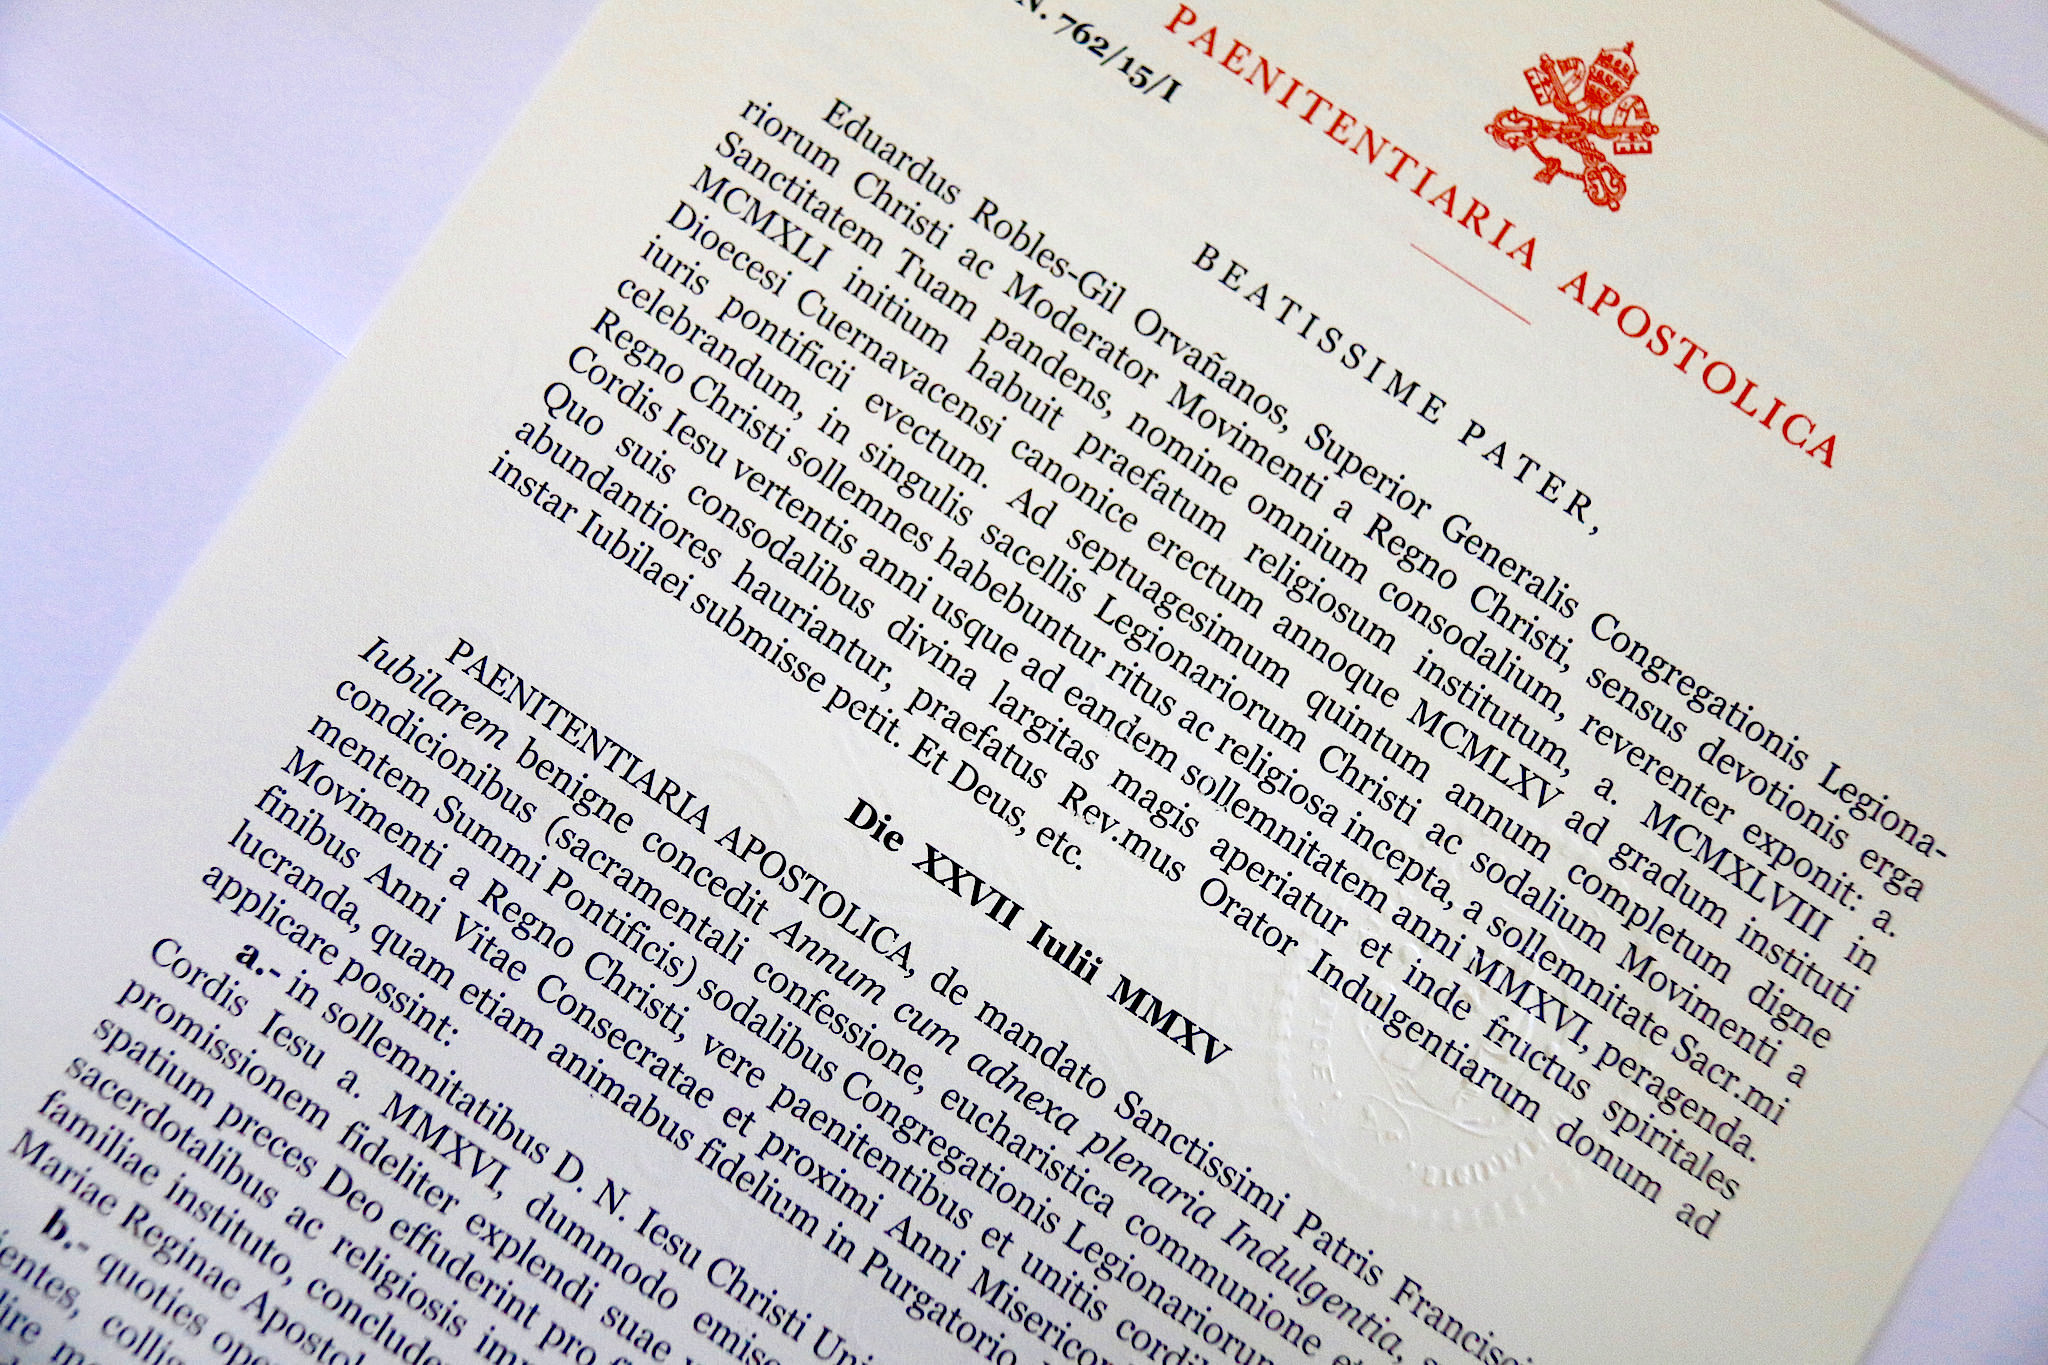 PAENITENTIARIA APOSTOLICA
N. 762/15/I
BEATISSIME PATER,
Eduardus Robles-Gil Orvañanos, Superior Generalis Congregationis Legiona-
riorum Christi ac Moderator Movimenti a Regno Christi, sensus devotionis erga
Sanctitatem Tuam pandens, nomine omnium consodalium, reverenter exponit: a.
MCMXLI initium habuit praefatum religiosum institutum, a. MCMXLVIII in
Dioecesi Cuernavacensi canonice erectum annoque MCMLXV ad gradum instituti
iuris pontificii evectum. Ad septuagesimum quintum annum completum digne
celebrandum, in singulis sacellis Legionariorum Christi ac sodalium Movimenti a
Regno Christi sollemnes habebuntur ritus ac religiosa incepta, a sollemnitate Sacr.mi
Cordis Iesu vertentis anni usque ad eandem sollemnitatem anni MMXVI, peragenda.
Quo suis consodalibus divina largitas magis aperiatur et inde fructus spiritales
abundantiores hauriantur, praefatus Rev.mus Orator Indulgentiarum donum ad
instar Iubilaei submisse petit. Et Deus, etc.
Die XXVII Iulii MMXV
PAENITENTIARIA APOSTOLICA, de mandato Sanctissimi Patris Francisci
Iubilarem benigne concedit Annum cum adnexa plenaria Indulgentia,
condicionibus (sacramentali confessione, eucharistica communione
mentem Summi Pontificis) sodalibus Congregationis Legionariorum
Movimenti a Regno Christi, vere paenitentibus et unitis
finibus Anni Vitae Consecratae et proximi Anni
lucranda, quam etiam animabus fidelium in Purgatorio
applicare possint:
a.- in sollemnitatibus D. N. Iesu Christi
Cordis Iesu a. MMXVI, dummodo
promissionem fideliter explendi suae
spatium preces Deo effuderint pro
sacerdotalibus ac religiosis
familiae instituto,
Mariae Reginae
b.- quoties